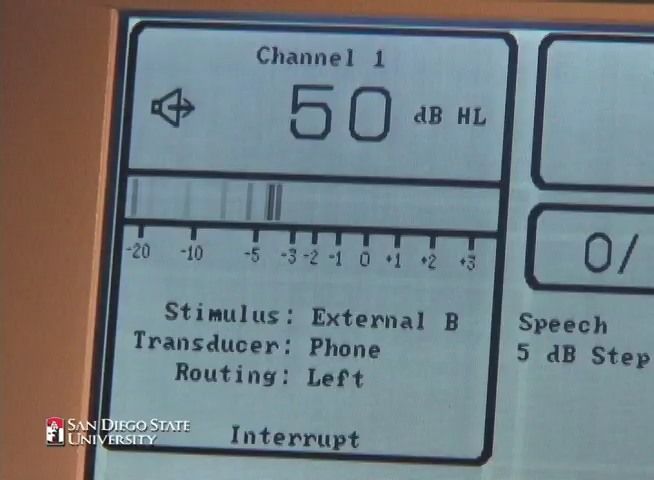 Channel 1
50 dB HL
-20 -10 -5 -3 -2 -1 0 +1 +2 +3
Stimulus: External B
Transducer: Phone
Routing: Left
Interrupt
0/
Speech
5 dB Step
SAN DIEGO STATE
UNIVERSITY